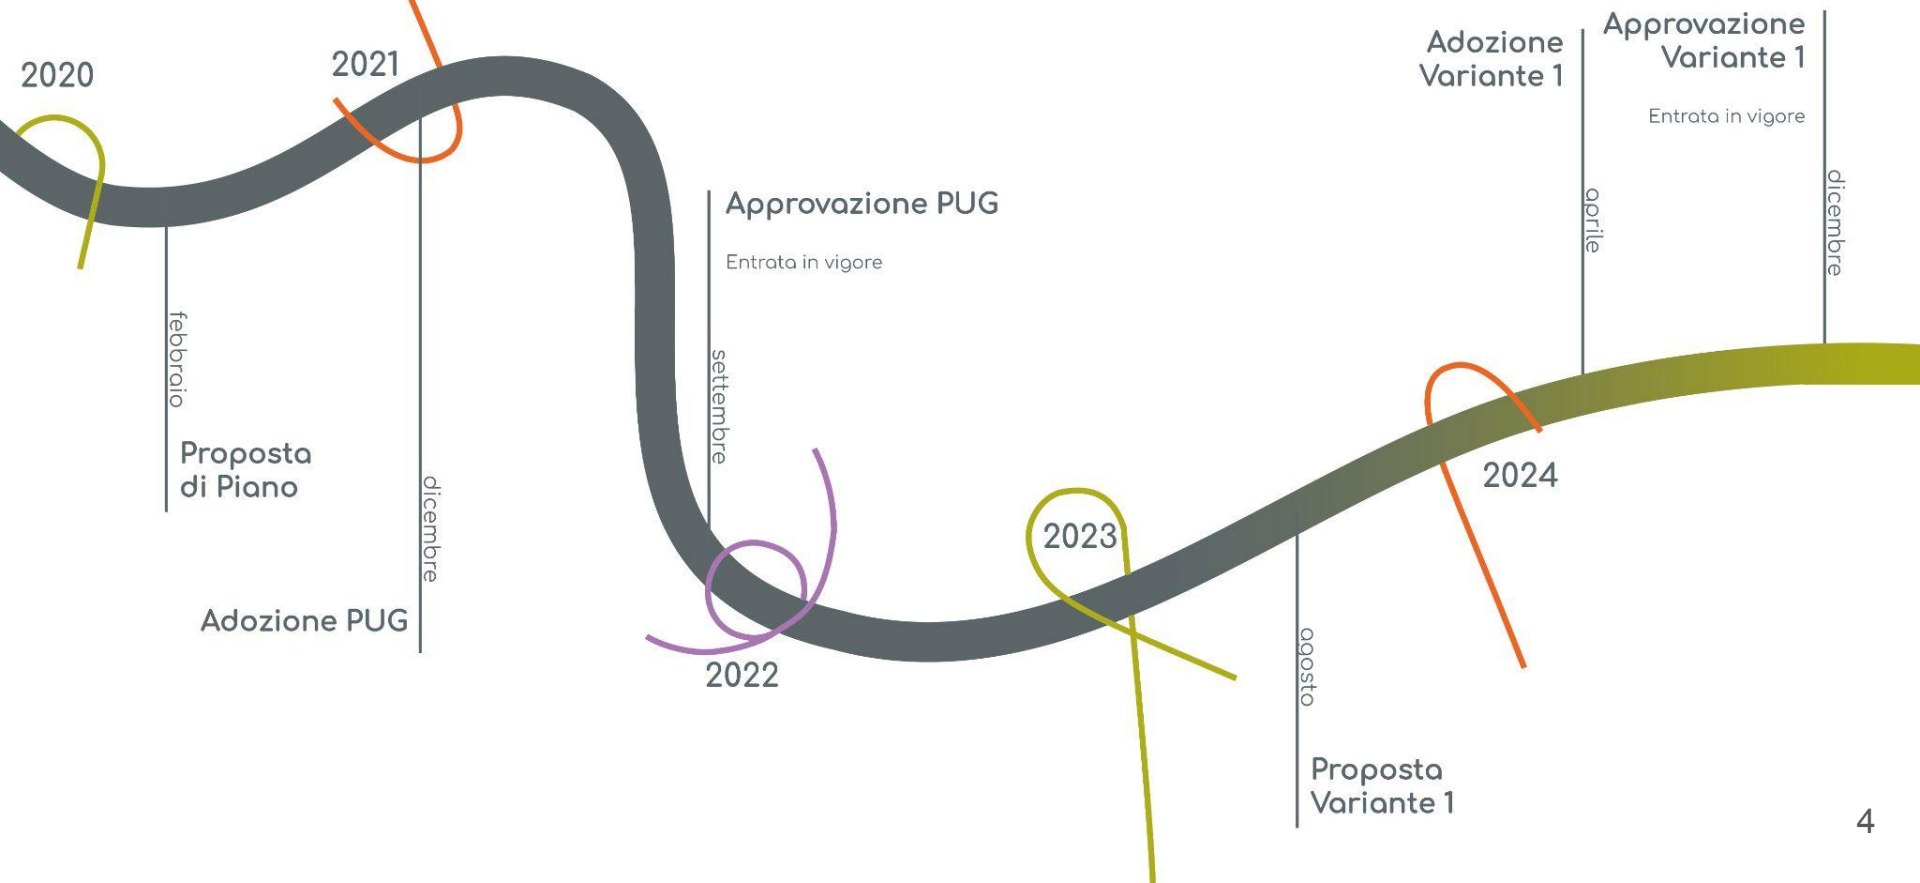 2020
febbraio
Proposta
di Piano
2021
dicembre
Adozione PUG
Approvazione PUG
Entrata in vigore
settembre
2022
2023
agosto
Proposta
Variante 1
2024
Adozione
Variante 1
aprile
Approvazione
Variante 1
Entrata in vigore
dicembre
4